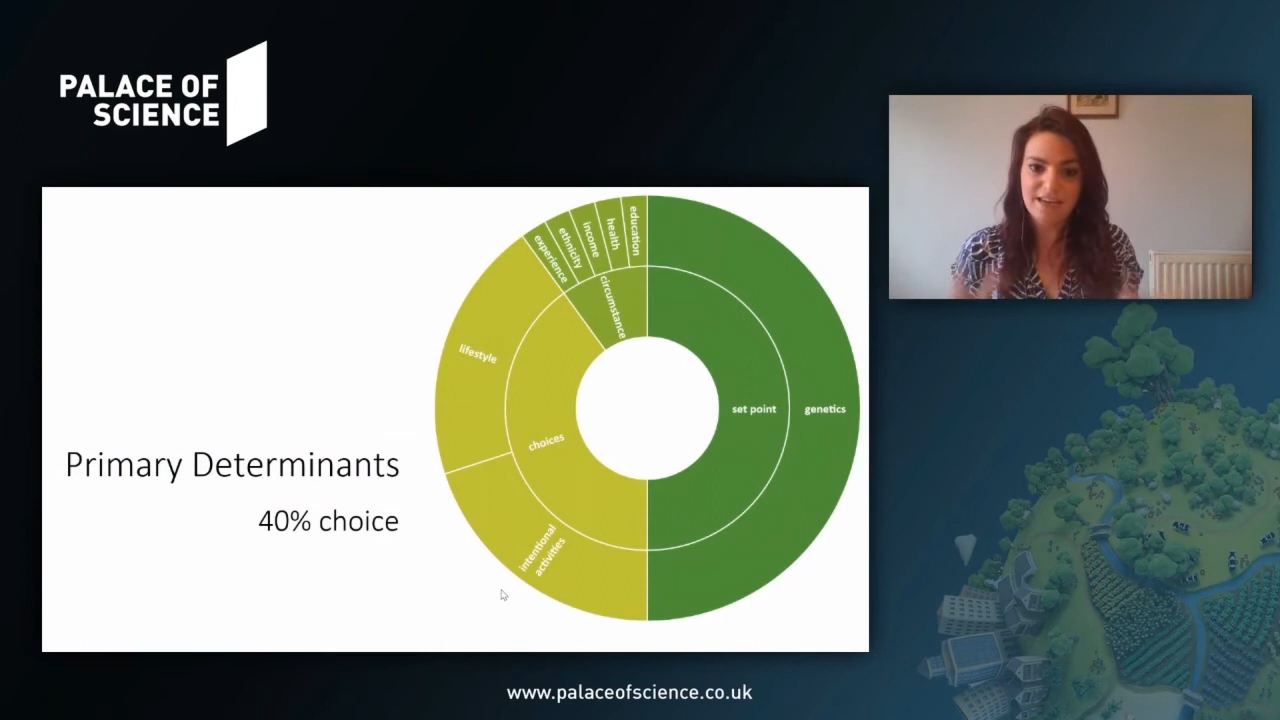 PALACE OF
SCIENCE
education
health
income
ethnicity
experience
circumstance
lifestyle
set point
genetics
choices
Primary Determinants
40% choice
intentional
activities
www.palaceofscience.co.uk